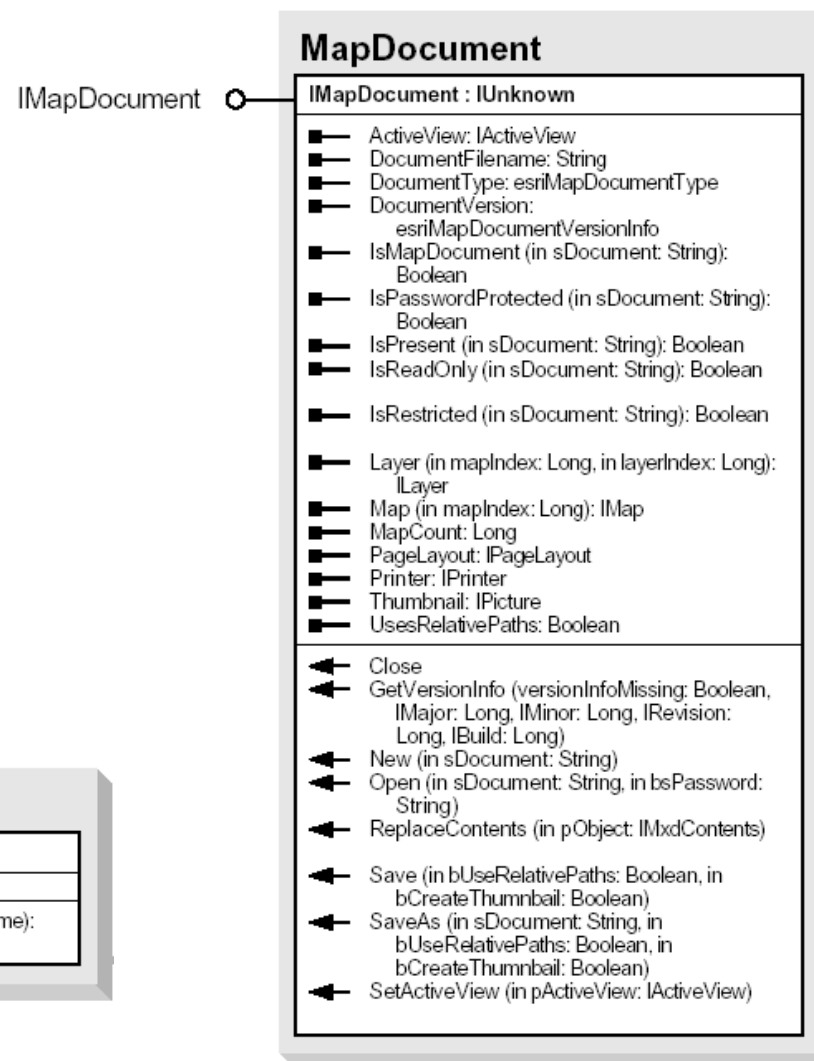 MapDocument
IMapDocument
IMapDocument : IUnknown
ActiveView: IActiveView
DocumentFilename: String
DocumentType: esriMapDocumentType
DocumentVersion:
esriMapDocumentVersionInfo
IsMapDocument (in sDocument: String):
Boolean
IsPasswordProtected (in sDocument: String):
Boolean
IsPresent (in sDocument: String): Boolean
IsReadOnly (in sDocument: String): Boolean
IsRestricted (in sDocument: String): Boolean
Layer (in mapIndex: Long, in layerIndex: Long):
ILayer
Map (in mapIndex: Long): IMap
MapCount: Long
PageLayout: IPageLayout
Printer: IPrinter
Thumbnail: IPicture
UsesRelativePaths: Boolean
Close
GetVersionInfo (versionInfoMissing: Boolean,
lMajor: Long, lMinor: Long, lRevision:
Long, lBuild: Long)
New (in sDocument: String)
Open (in sDocument: String, in bsPassword:
String)
ReplaceContents (in pObject: IMxdContents)
Save (in bUseRelativePaths: Boolean, in
bCreateThumnbail: Boolean)
SaveAs (in sDocument: String, in
bUseRelativePaths: Boolean, in
bCreateThumnbail: Boolean)
SetActiveView (in pActiveView: IActiveView)
me):